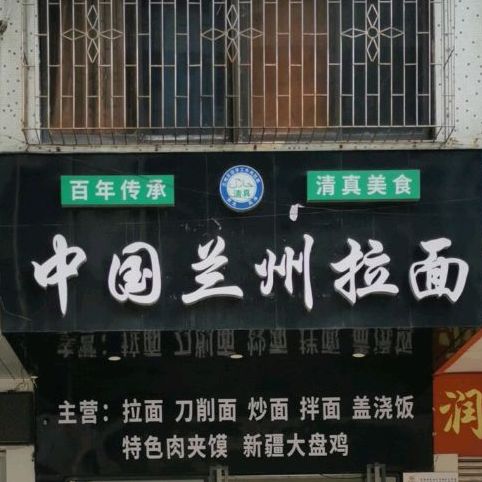 百年传承
清真
清真美食
中国兰州拉面
主营：拉面 刀削面 炒面 拌面 盖浇饭
特色肉夹馍 新疆大盘鸡
润